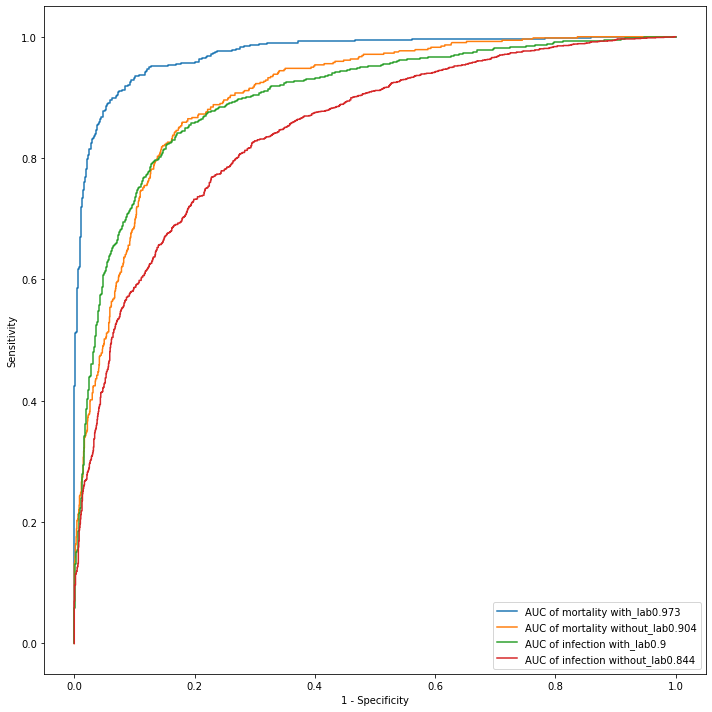 1.0
0.8
0.6
0.4
0.2
0.0
Sensitivity
AUC of mortality with_lab0.973
AUC of mortality without_lab0.904
AUC of infection with_lab0.9
AUC of infection without_lab0.844
0.0 0.2 0.4 0.6 0.8 1.0
1 - Specificity